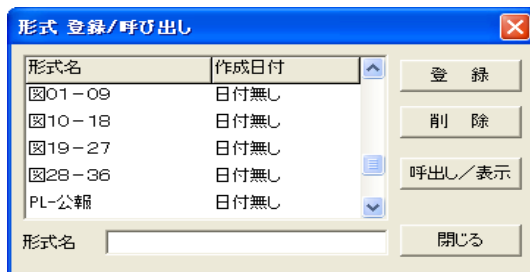 形式 登録/呼び出し
形式名 作成日付
図01-09 日付無し
図10-18 日付無し
図19-27 日付無し
図28-36 日付無し
PL-公報 日付無し
形式名
登 録
削 除
呼出し/表示
閉じる